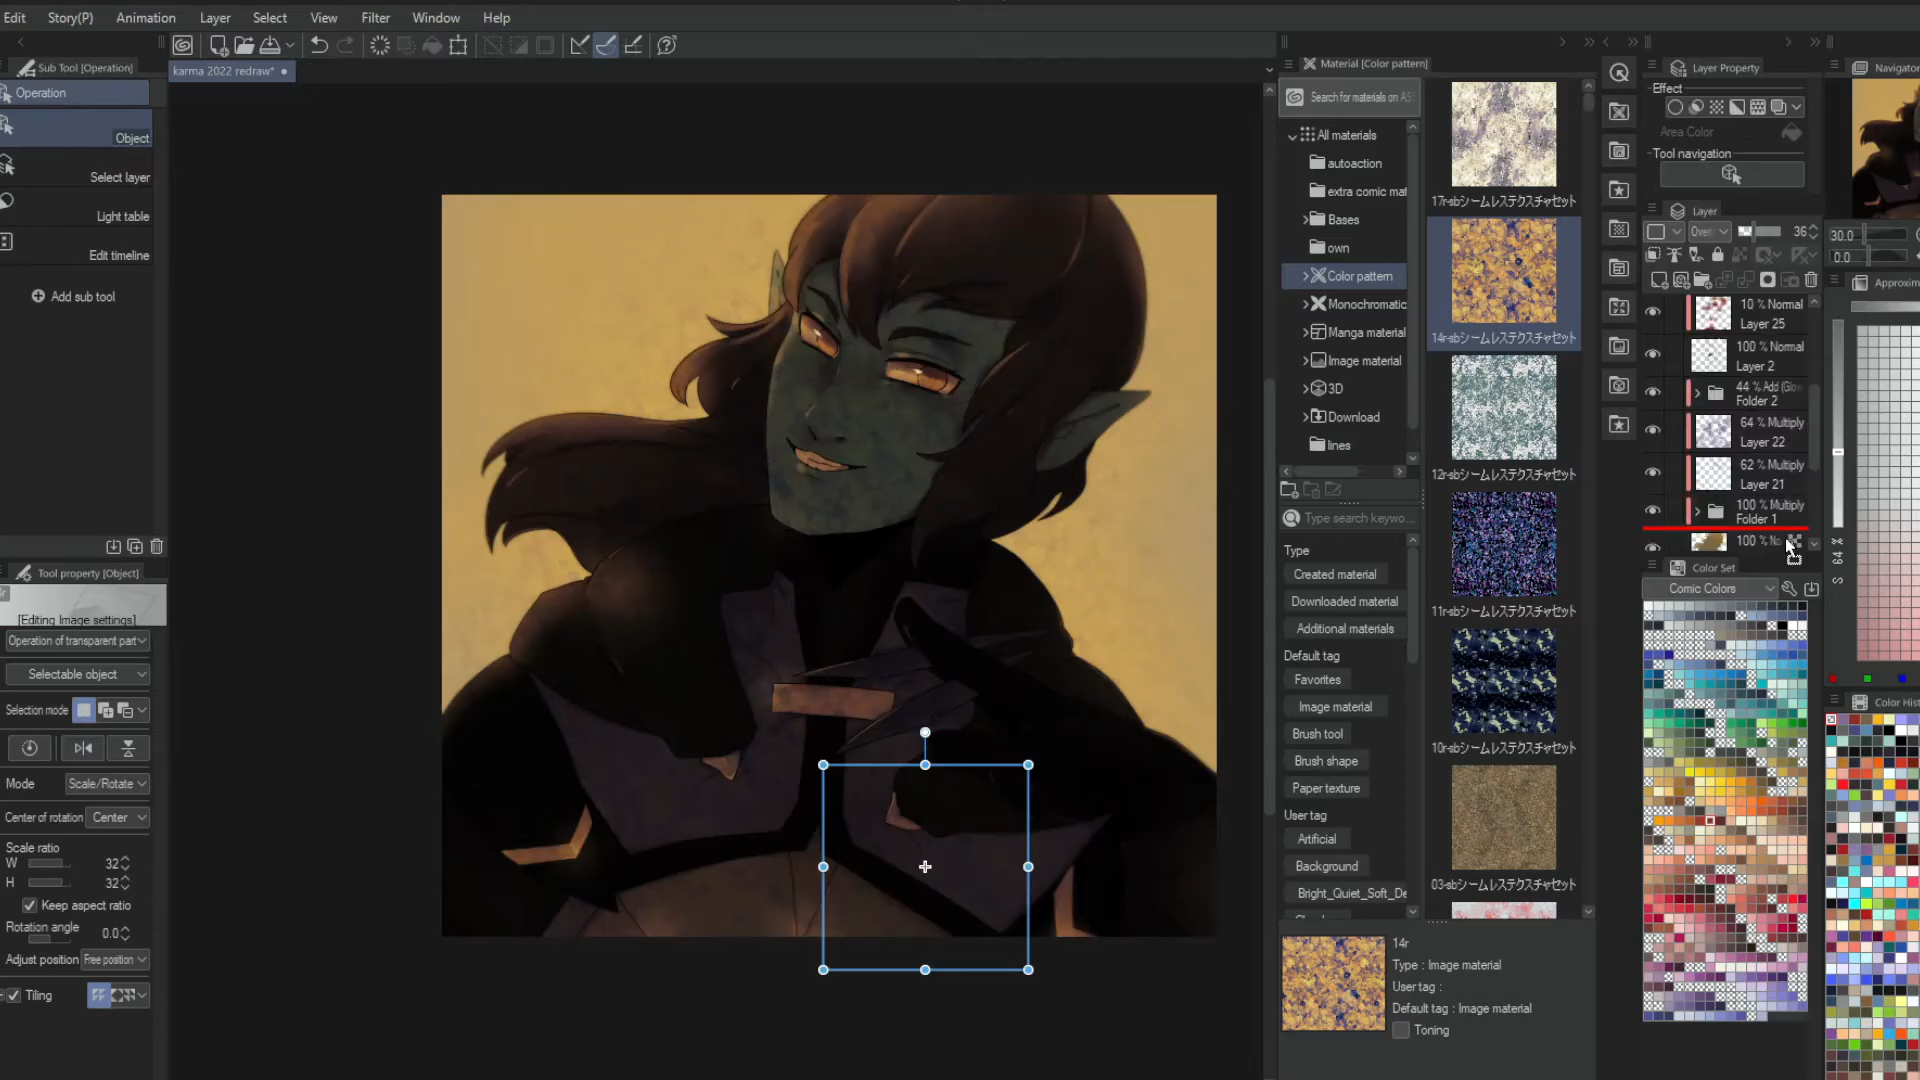 Edit Story(P) Animation Layer Select View Filter Window Help
Sub Tool [Operation]
Operation
Object
Select layer
Light table
Edit timeline
Add sub tool
Tool property [Object]
[Editing Image settings]
Operation of transparent part
Selectable object
Selection mode
Mode Scale/Rotate
Center of rotation Center
Scale ratio
W 32
H 32
Keep aspect ratio
Rotation angle 0.0
Adjust position Free position
Tiling
karma 2022 redraw*
Material [Color pattern]
Search for materials on AS
All materials
autoaction
extra comic mat
Bases
own
Color pattern
Monochromatic
Manga material
Image material
3D
Download
lines
Type search keywo...
Type
Created material
Downloaded material
Additional materials
Default tag
Favorites
Image material
Brush tool
Brush shape
Paper texture
User tag
Artificial
Background
Bright_Quiet_Soft_De
17r-sbシームレステクスチャセット
14r-sbシームレステクスチャセット
12r-sbシームレステクスチャセット
11r-sbシームレステクスチャセット
10r-sbシームレステクスチャセット
03-sbシームレステクスチャセット
14r
Type : Image material
User tag :
Default tag : Image material
Toning
Layer Property
Effect
Area Color
Tool navigation
Layer
Over 36
10 % Normal
Layer 25
100 % Normal
Layer 2
44 % Add (Glow
Folder 2
64 % Multiply
Layer 22
62 % Multiply
Layer 21
100 % Multiply
Folder 1
100 % No
Color Set
Comic Colors
Navigator
30.0
0.0
Approxima
64
S
Color Hist